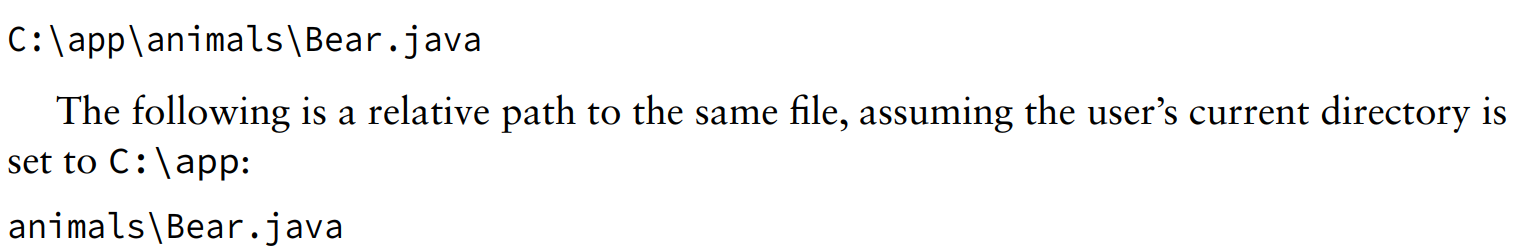 C:\app\animals\Bear.java
The following is a relative path to the same file, assuming the user’s current directory is
set to C:\app:
animals\Bear.java